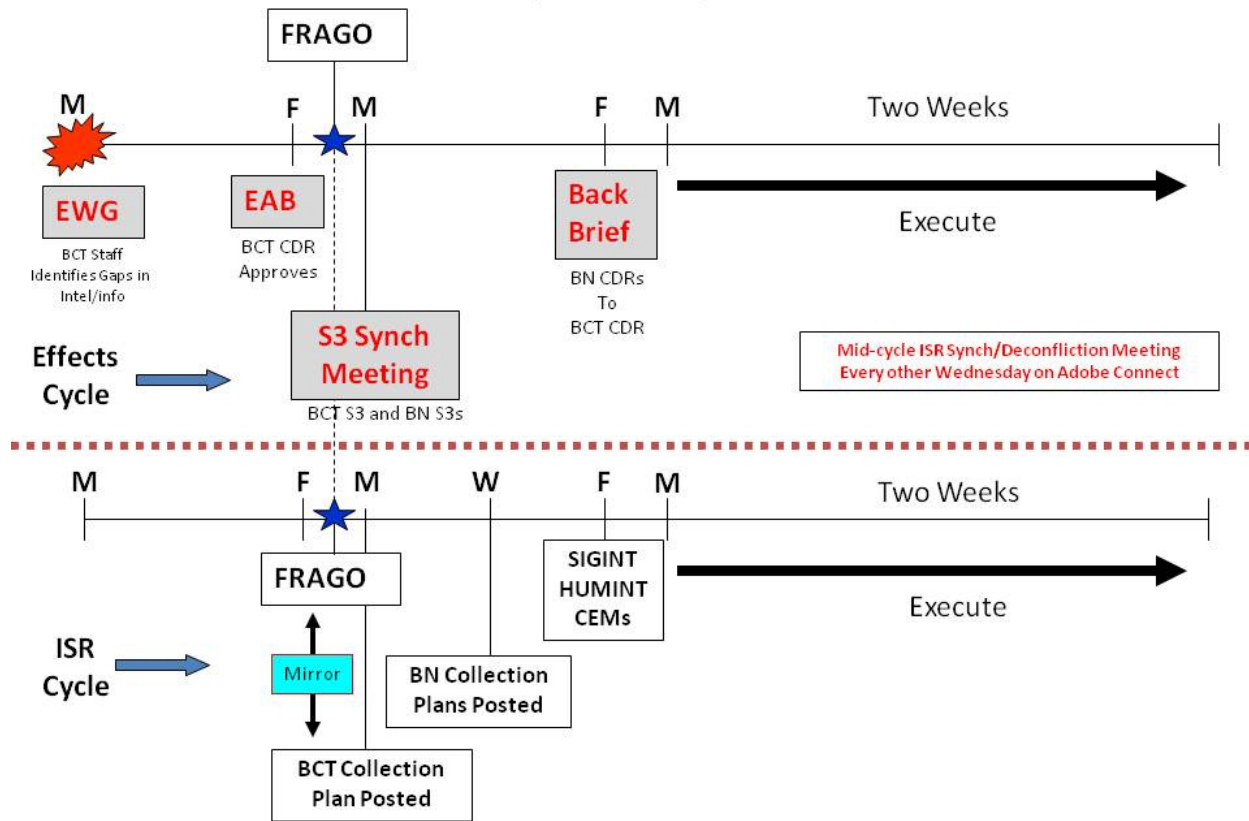 FRAGO
M
F
M
F
M
Two Weeks
EWG
BCT Staff
Identifies Gaps in
Intel/info
EAB
BCT CDR
Approves
Back
Brief
BN CDRs
To
BCT CDR
Execute
S3 Synch
Meeting
BCT S3 and BN S3s
Effects
Cycle
Mid-cycle ISR Synch/Deconfliction Meeting
Every other Wednesday on Adobe Connect
M
F
M
W
F
M
Two Weeks
FRAGO
SIGINT
HUMINT
CEMs
Execute
ISR
Cycle
Mirror
BN Collection
Plans Posted
BCT Collection
Plan Posted